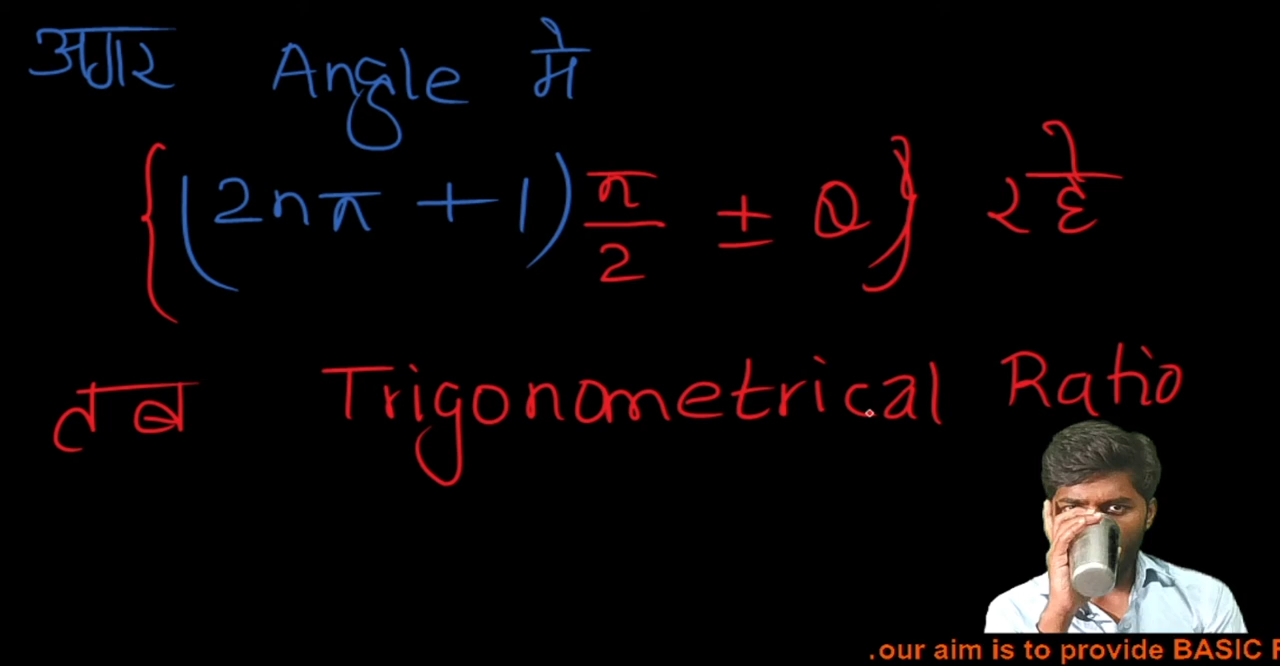 अगर Angle में
{(2nπ + 1) π/2 ± θ} रहे
तब Trigonometrical Ratio
.our aim is to provide BASIC